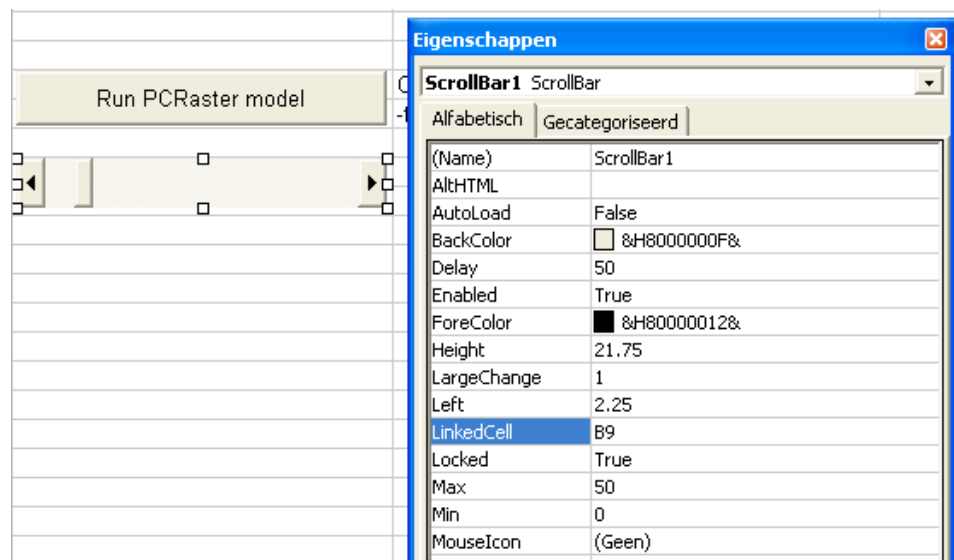 Eigenschappen
ScrollBar1 ScrollBar
Run PCRaster model
Alfabetisch Gecategoriseerd
(Name) ScrollBar1
AltHTML
AutoLoad False
BackColor &H8000000F&
Delay 50
Enabled True
ForeColor &H80000012&
Height 21.75
LargeChange 1
Left 2.25
LinkedCell B9
Locked True
Max 50
Min 0
MouseIcon (Geen)